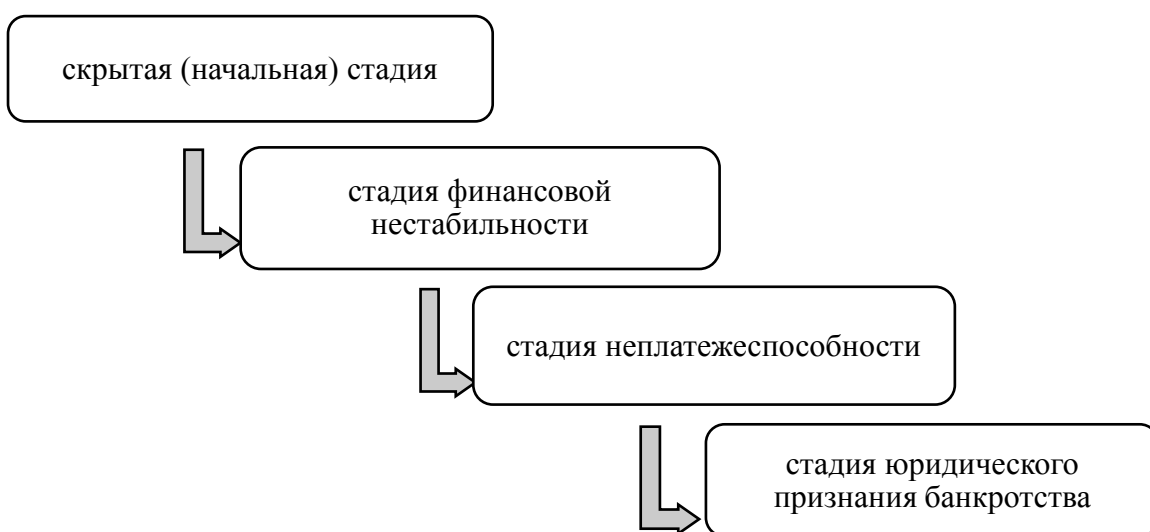 скрытая (начальная) стадия
стадия финансовой
нестабильности
стадия неплатежеспособности
стадия юридического
признания банкротства